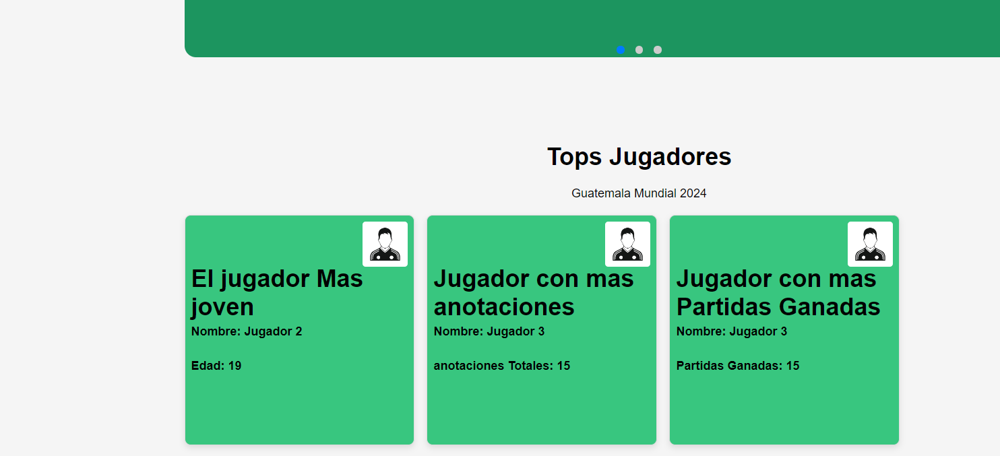 Tops Jugadores
Guatemala Mundial 2024
El jugador Mas
joven
Nombre: Jugador 2
Edad: 19
Jugador con mas
anotaciones
Nombre: Jugador 3
anotaciones Totales: 15
Jugador con mas
Partidas Ganadas
Nombre: Jugador 3
Partidas Ganadas: 15